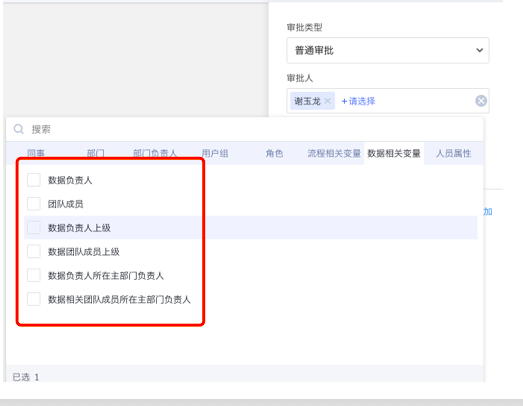 审批类型
普通审批
审批人
谢玉龙 × +请选择
搜索
同事 部门 部门负责人 用户组 角色 流程相关变量 数据相关变量 人员属性
数据负责人
团队成员
数据负责人上级
数据团队成员上级
数据负责人所在主部门负责人
数据相关团队成员所在主部门负责人
加
已选 1